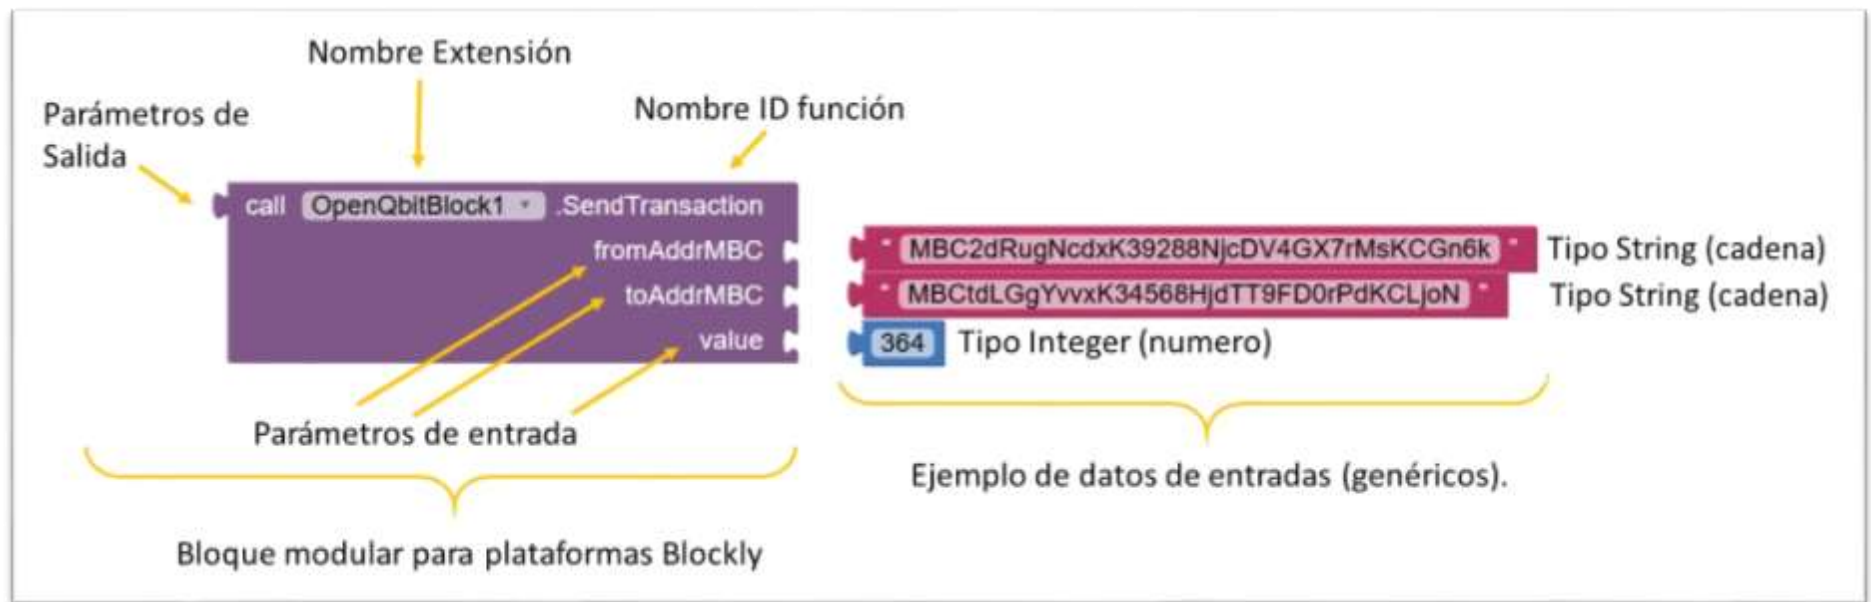 Nombre Extensión
Nombre ID función
Parámetros de
Salida
call OpenQbitBlock1 .SendTransaction
fromAddrMBC
" MBC2dRugNcdxK39288NjcDV4GX7rMsKCGn6k " Tipo String (cadena)
toAddrMBC
" MBCtdLGgYvvxK34568HjdTT9FD0rPdKCLjoN " Tipo String (cadena)
value
364 Tipo Integer (numero)
Parámetros de entrada
Ejemplo de datos de entradas (genéricos).
Bloque modular para plataformas Blockly